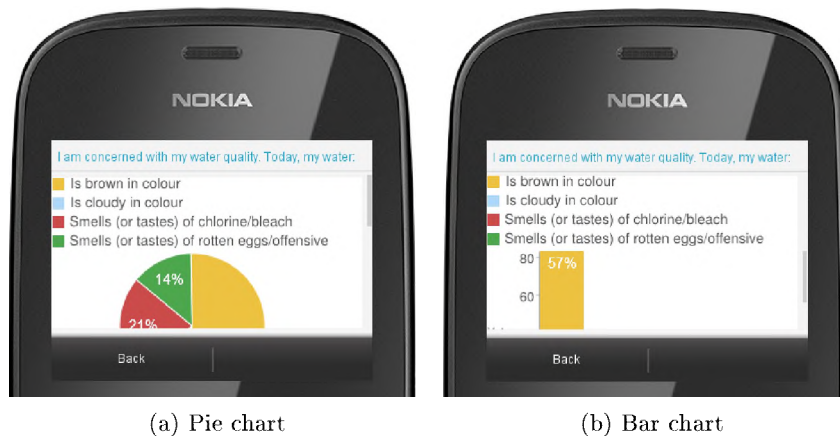 NOKIA
I am concerned with my water quality. Today, my water:
Is brown in colour
Is cloudy in colour
Smells (or tastes) of chlorine/bleach
Smells (or tastes) of rotten eggs/offensive
14%
21%
Back
(a) Pie chart
NOKIA
I am concerned with my water quality. Today, my water:
Is brown in colour
Is cloudy in colour
Smells (or tastes) of chlorine/bleach
Smells (or tastes) of rotten eggs/offensive
80
57%
60
Back
(b) Bar chart